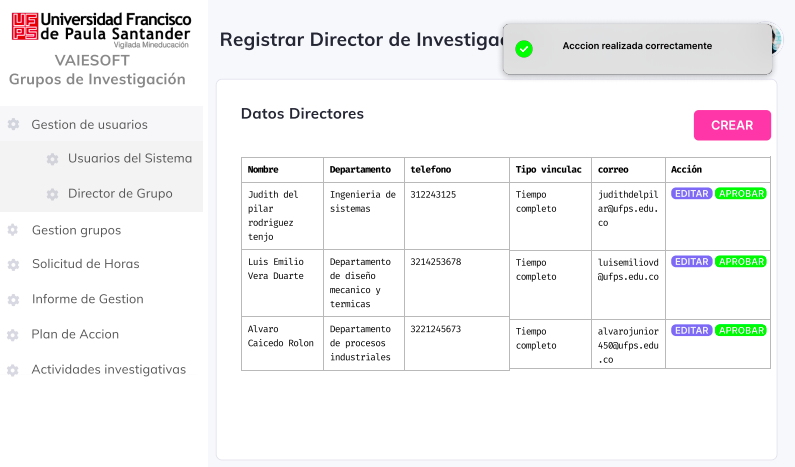 UFPS
Universidad Francisco
de Paula Santander
Vigilada Mineducación
VAIESOFT
Grupos de Investigación
Gestion de usuarios
Usuarios del Sistema
Director de Grupo
Gestion grupos
Solicitud de Horas
Informe de Gestion
Plan de Accion
Actividades investigativas
Registrar Director de Investigac
Acccion realizada correctamente
Datos Directores
CREAR
Nombre Departamento telefono Tipo vinculac correo Acción
Judith del
pilar
rodriguez
tenjo
Ingenieria de
sistemas
312243125
Tiempo
completo
judithdelpil
ar@ufps.edu.
co
EDITAR APROBAR
Luis Emilio
Vera Duarte
Departamento
de diseño
mecanico y
termicas
3214253678
Tiempo
completo
luisemiliovd
@ufps.edu.co
EDITAR APROBAR
Alvaro
Caicedo Rolon
Departamento
de procesos
industriales
3221245673
Tiempo
completo
alvarojunior
450@ufps.edu
.co
EDITAR APROBAR